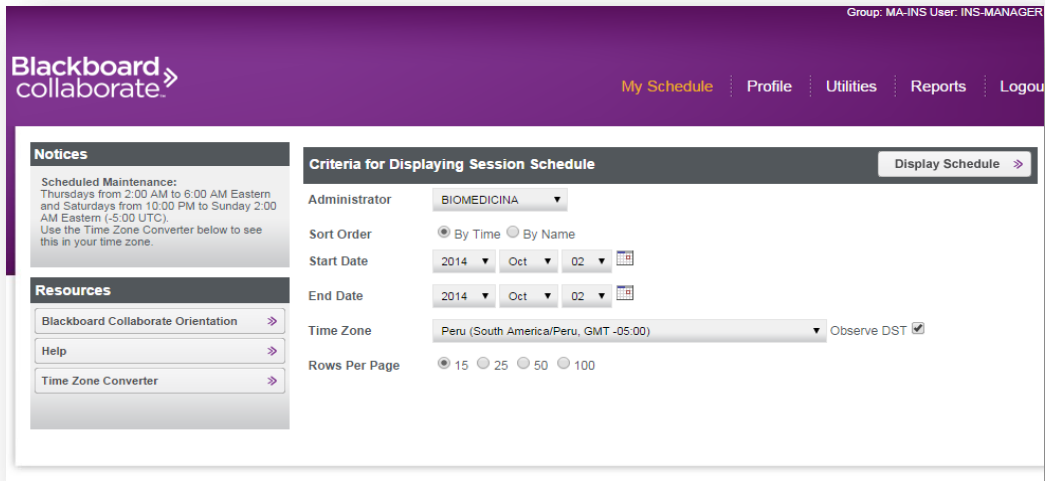 Group: MA-INS User: INS-MANAGER
Blackboard
collaborate™
My Schedule Profile Utilities Reports Logou
Notices
Scheduled Maintenance:
Thursdays from 2:00 AM to 6:00 AM Eastern
and Saturdays from 10:00 PM to Sunday 2:00
AM Eastern (-5:00 UTC).
Use the Time Zone Converter below to see
this in your time zone.
Resources
Blackboard Collaborate Orientation
Help
Time Zone Converter
Criteria for Displaying Session Schedule Display Schedule
Administrator BIOMEDICINA
Sort Order By Time By Name
Start Date 2014 Oct 02
End Date 2014 Oct 02
Time Zone Peru (South America/Peru, GMT -05:00) Observe DST
Rows Per Page 15 25 50 100